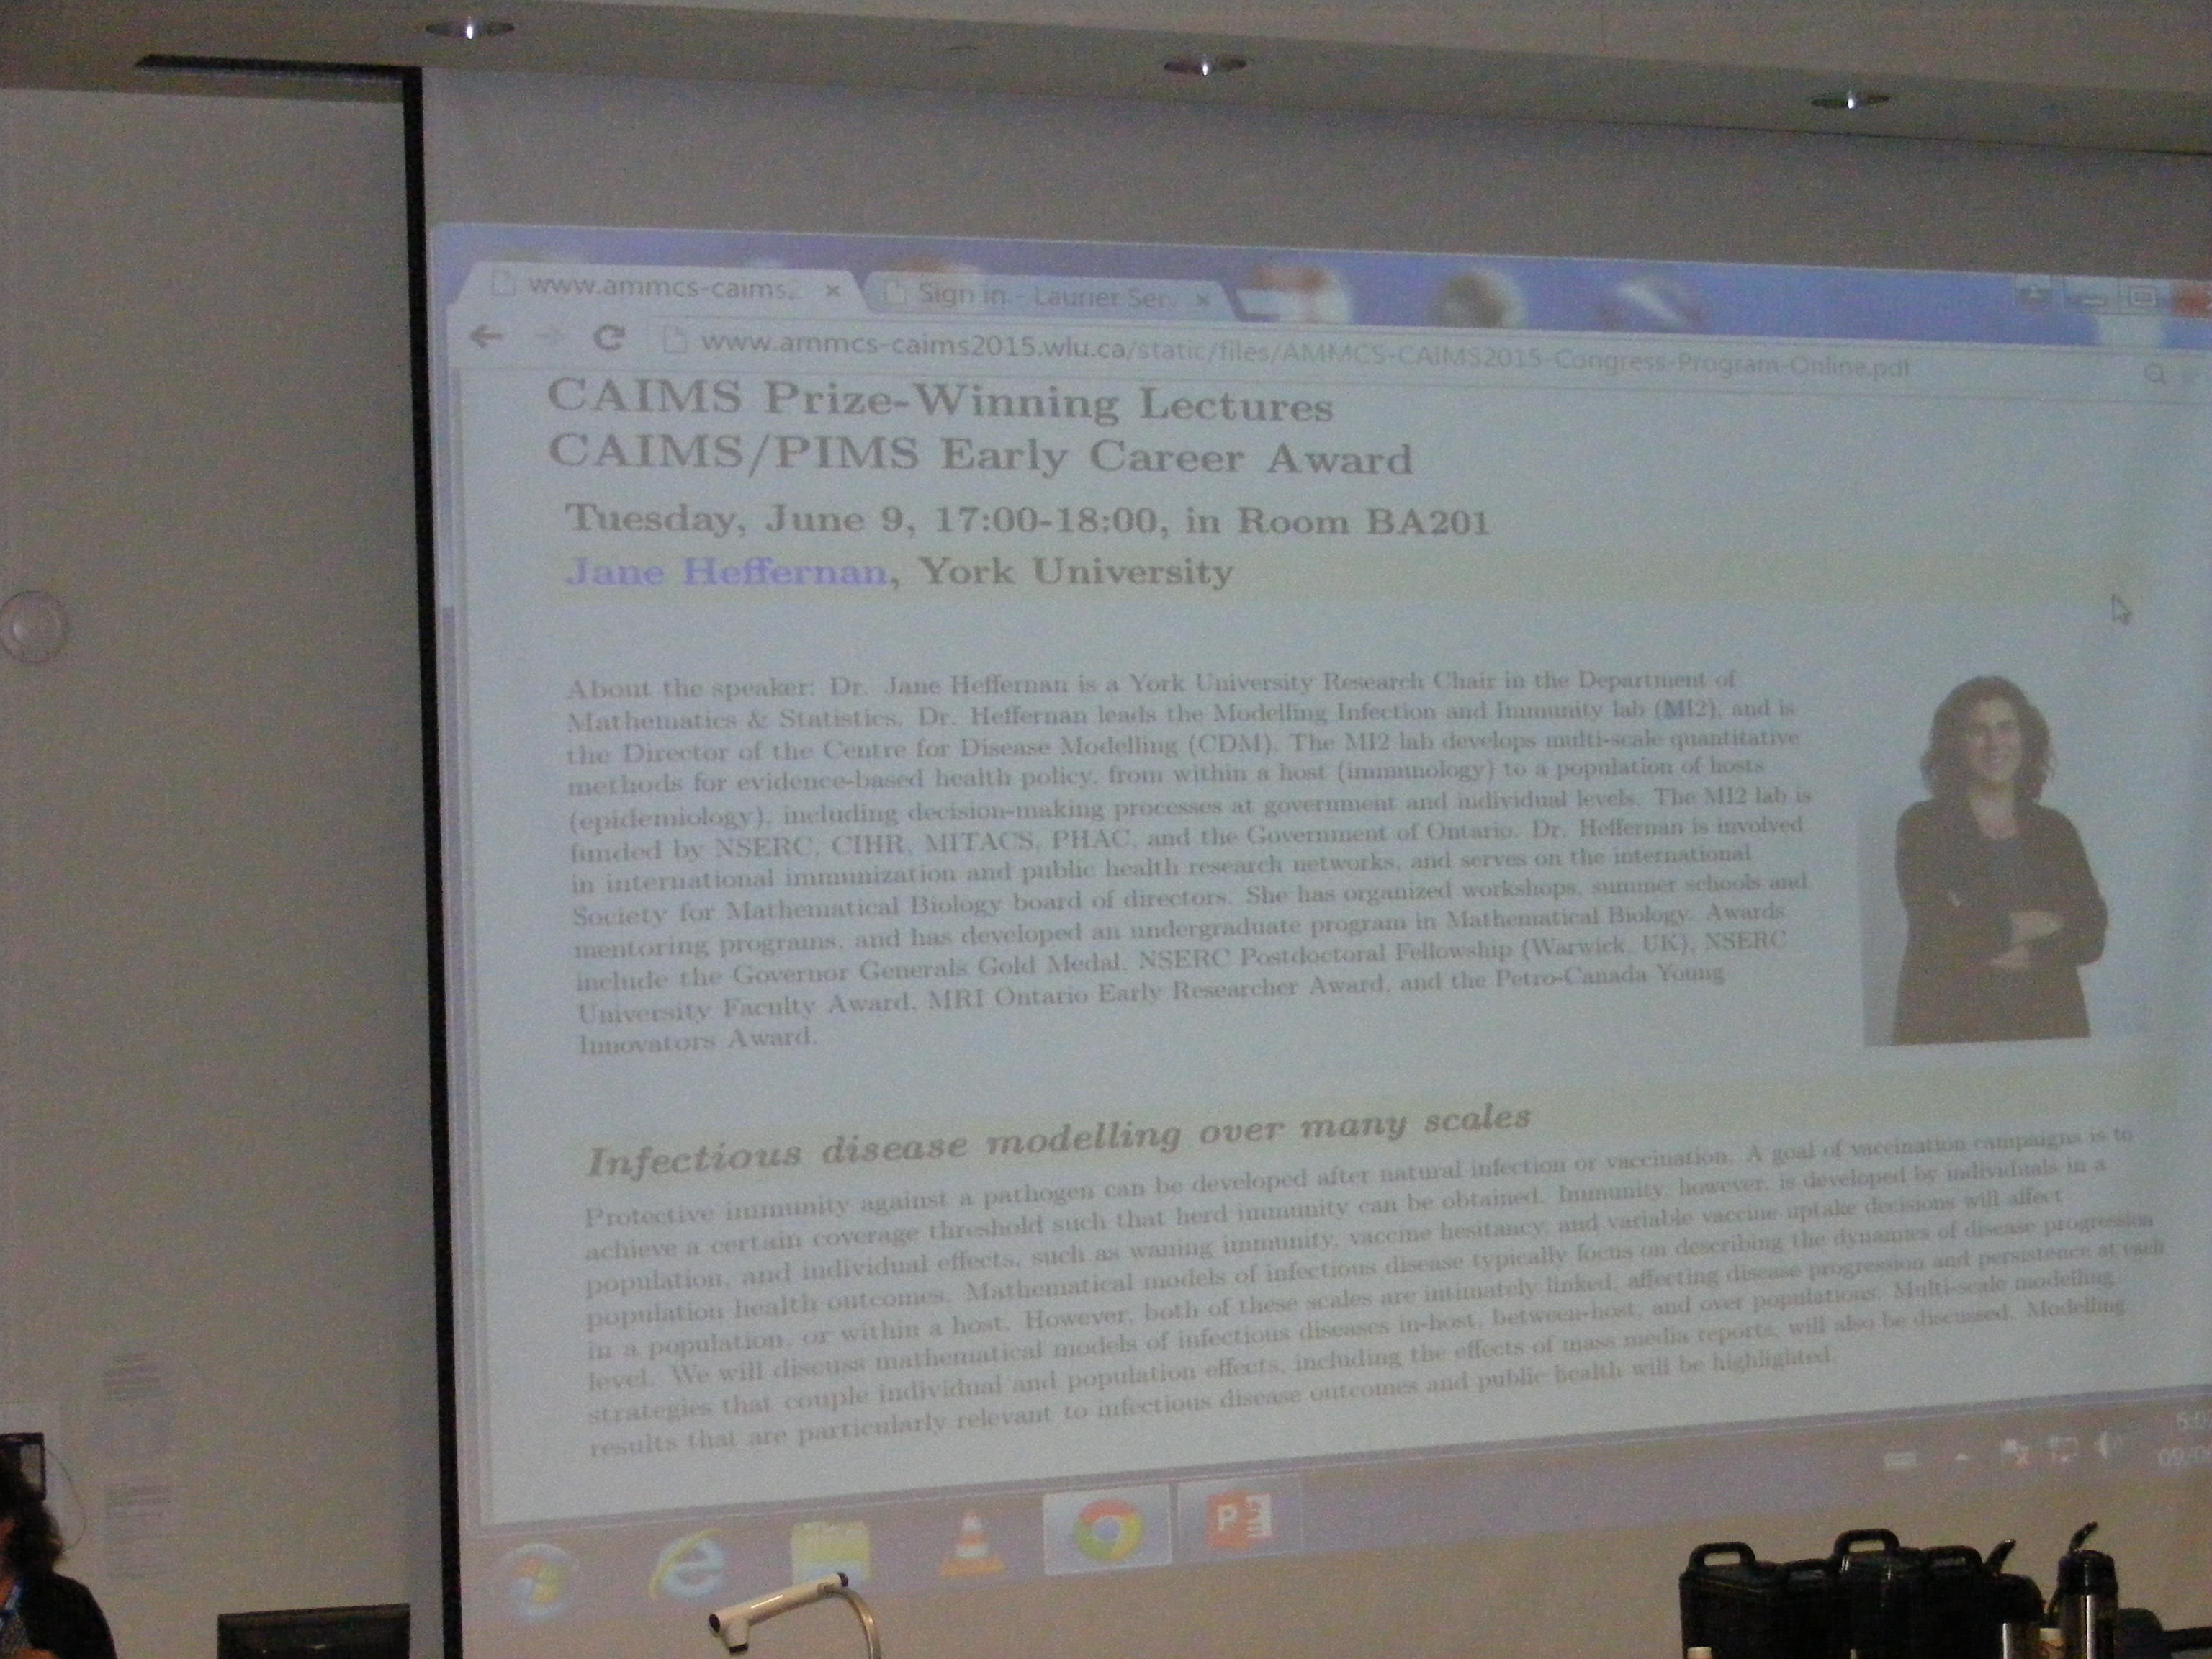 www.ammcs-caims2
Sign in - Laurier Ser
www.ammcs-caims2015.wlu.ca/static/files/AMMCS-CAIMS2015-Congress-Program-Online.pdf
CAIMS Prize-Winning Lectures
CAIMS/PIMS Early Career Award
Tuesday, June 9, 17:00-18:00, in Room BA201
Jane Heffernan, York University
About the speaker: Dr. Jane Heffernan is a York University Research Chair in the Department of
Mathematics & Statistics. Dr. Heffernan leads the Modelling Infection and Immunity lab (MI2), and is
the Director of the Centre for Disease Modelling (CDM). The MI2 lab develops multi-scale quantitative
methods for evidence-based health policy, from within a host (immunology) to a population of hosts
(epidemiology), including decision-making processes at government and individual levels. The MI2 lab is
funded by NSERC, CIHR, MITACS, PHAC, and the Government of Ontario. Dr. Heffernan is involved
in international immunization and public health research networks, and serves on the international
Society for Mathematical Biology board of directors. She has organized workshops, summer schools and
mentoring programs, and has developed an undergraduate program in Mathematical Biology. Awards
include the Governor Generals Gold Medal, NSERC Postdoctoral Fellowship (Warwick, UK), NSERC
University Faculty Award, MRI Ontario Early Researcher Award, and the Petro-Canada Young
Innovators Award.
Infectious disease modelling over many scales
Protective immunity against a pathogen can be developed after natural infection or vaccination. A goal of vaccination campaigns is to
achieve a certain coverage threshold such that herd immunity can be obtained. Immunity, however, is developed by individuals in a
population, and individual effects, such as waning immunity, vaccine hesitancy, and variable vaccine uptake decisions will affect
population health outcomes. Mathematical models of infectious disease typically focus on describing the dynamics of disease progression
in a population, or within a host. However, both of these scales are intimately linked, affecting disease progression and persistence at each
level. We will discuss mathematical models of infectious diseases in-host, between-host, and over populations. Multi-scale modelling
strategies that couple individual and population effects, including the effects of mass media reports, will also be discussed. Modelling
results that are particularly relevant to infectious disease outcomes and public health will be highlighted.